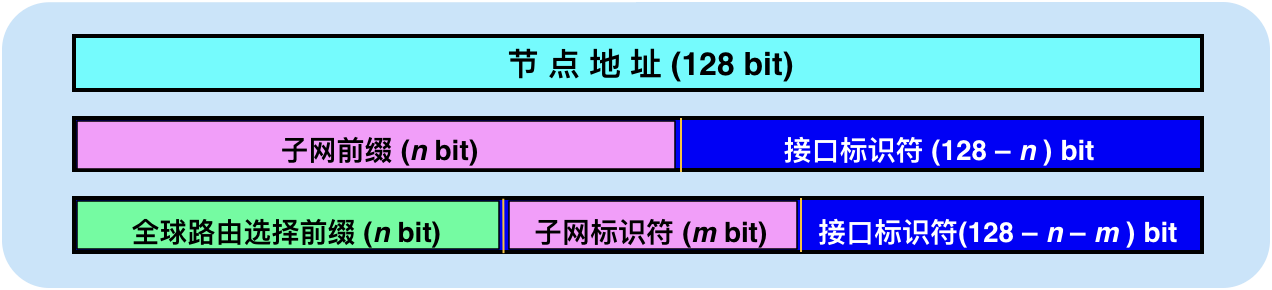 节 点 地 址 (128 bit)
子网前缀 (n bit) 接口标识符 (128 – n ) bit
全球路由选择前缀 (n bit) 子网标识符 (m bit) 接口标识符(128 – n – m ) bit